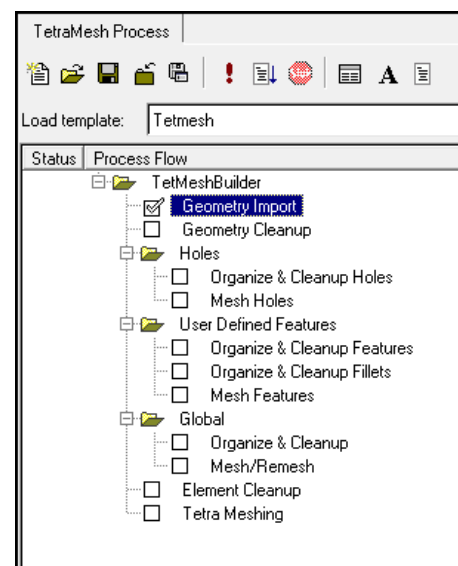 TetraMesh Process
A
Load template: Tetmesh
Status Process Flow
TetMeshBuilder
Geometry Import
Geometry Cleanup
Holes
Organize & Cleanup Holes
Mesh Holes
User Defined Features
Organize & Cleanup Features
Organize & Cleanup Fillets
Mesh Features
Global
Organize & Cleanup
Mesh/Remesh
Element Cleanup
Tetra Meshing